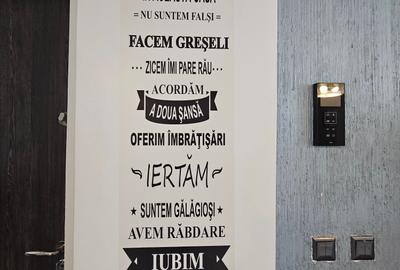 = NU SUNTEM FALȘI =
FACEM GREȘELI
··· ZICEM ÎMI PARE RĂU ···
ACORDĂM
A DOUA ȘANSĂ
OFERIM ÎMBRĂȚIȘĂRI
IERTĂM
★ SUNTEM GĂLĂGIOȘI ★
AVEM RĂBDARE
IUBIM